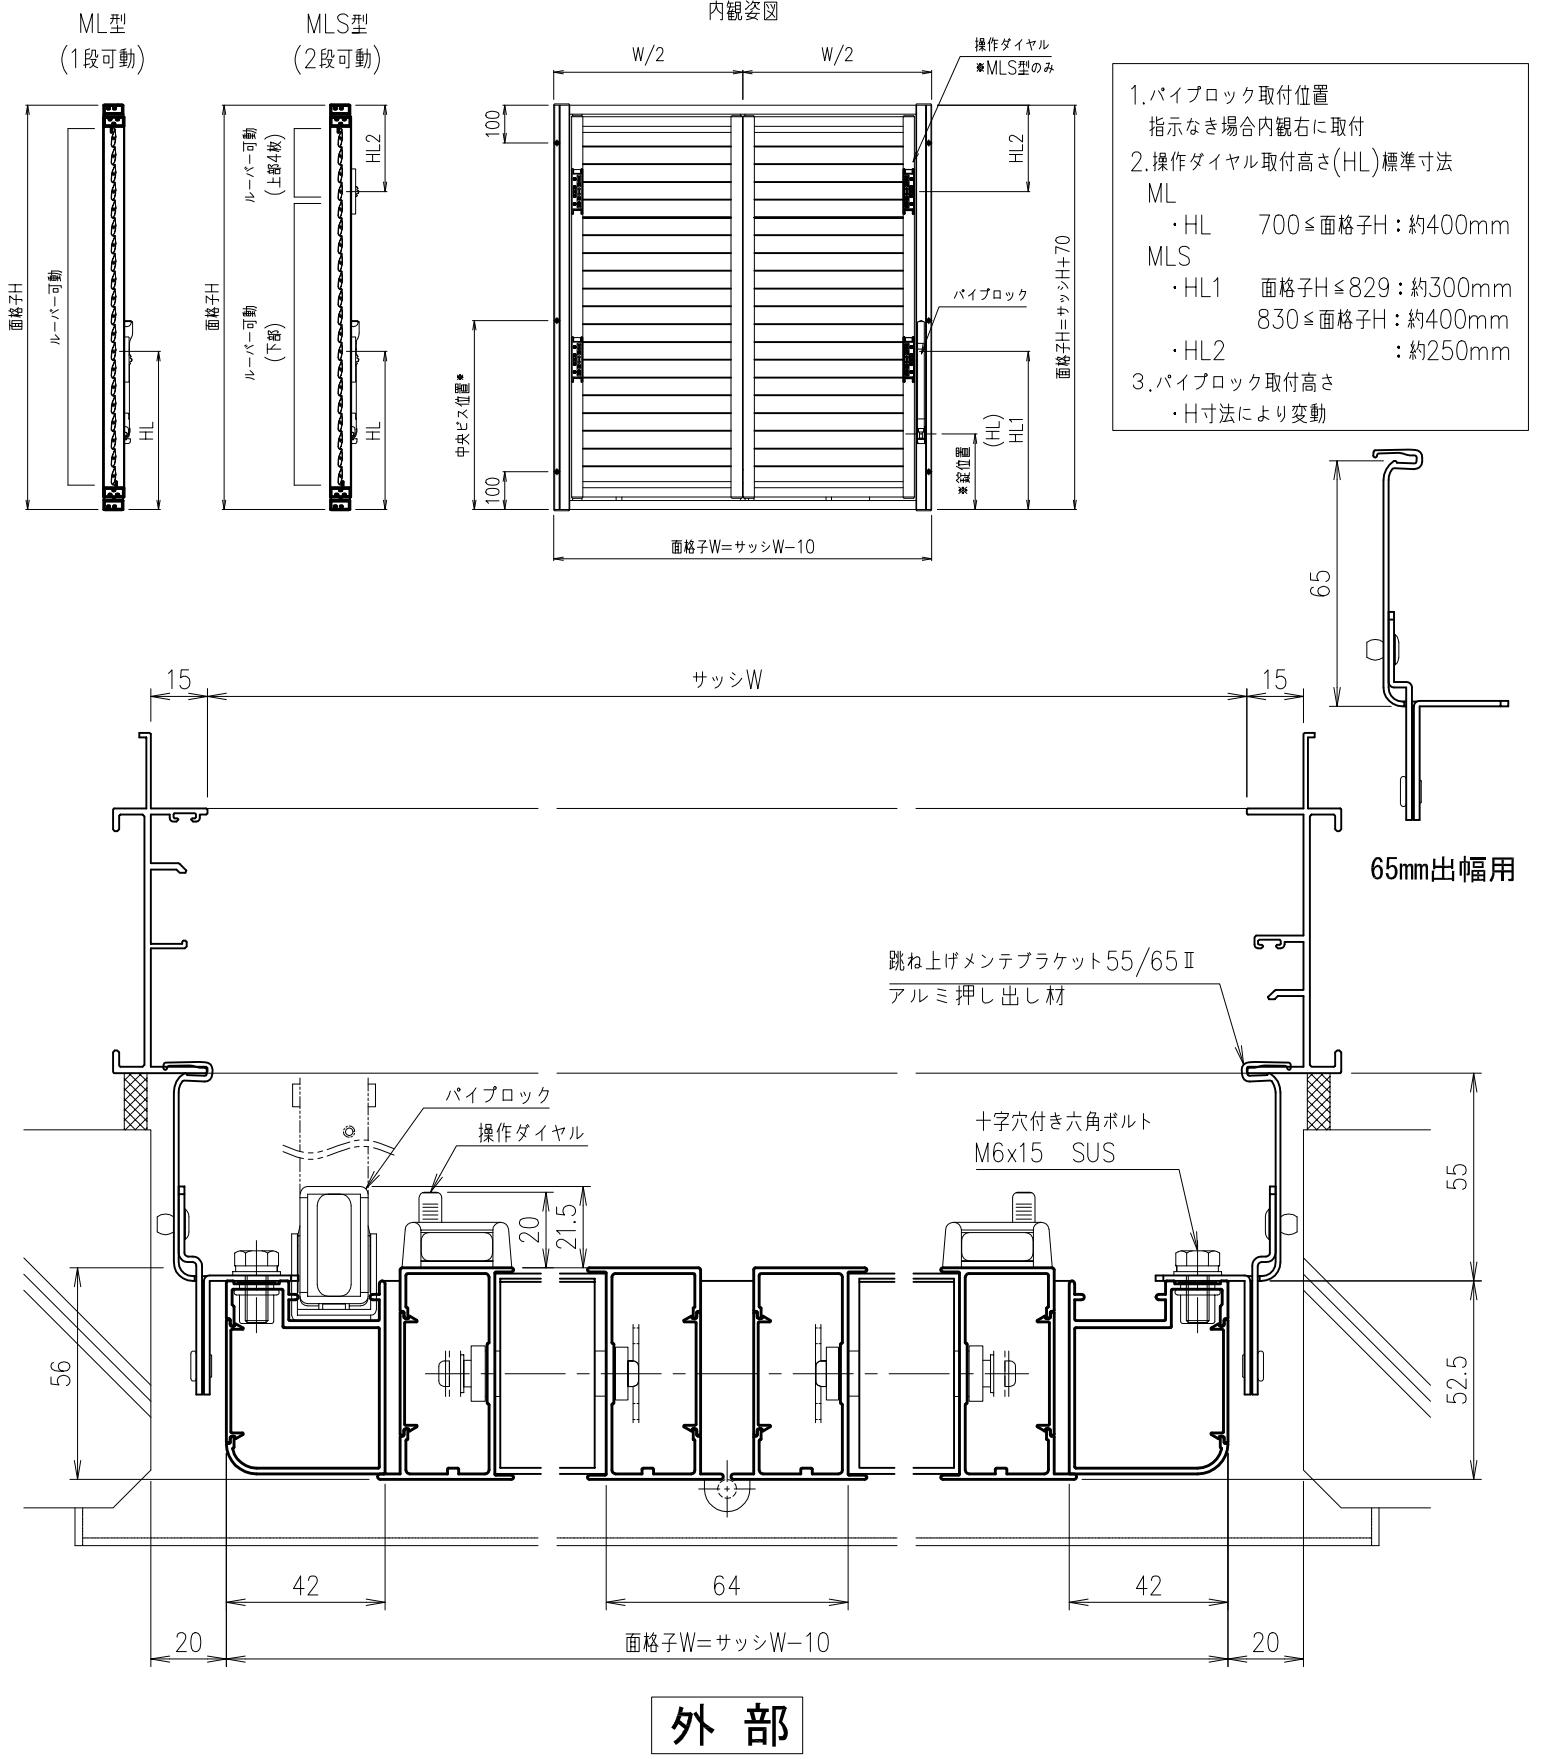 内観姿図
ML型
(1段可動)
MLS型
(2段可動)
面格子H
ルーバー可動
HL
面格子H
ルーバー可動
(上部4枚)
ルーバー可動
(下部)
HL2
HL
W/2
W/2
操作ダイヤル
※MLS型のみ
100
HL2
中央ビス位置※
100
パイプロック
面格子H=サッシH+70
(HL)
HL1
※錠位置
面格子W=サッシW−10
1.パイプロック取付位置
指示なき場合内観右に取付
2.操作ダイヤル取付高さ(HL)標準寸法
ML
・HL 700≦面格子H：約400mm
MLS
・HL1 面格子H≦829：約300mm
830≦面格子H：約400mm
・HL2 ：約250mm
3.パイプロック取付高さ
・H寸法により変動
65
65mm出幅用
15
サッシW
15
跳ね上げメンテブラケット55/65Ⅱ
アルミ押し出し材
パイプロック
操作ダイヤル
十字穴付き六角ボルト
M6x15 SUS
20
21.5
55
56
52.5
42
64
42
20
面格子W=サッシW−10
20
外 部